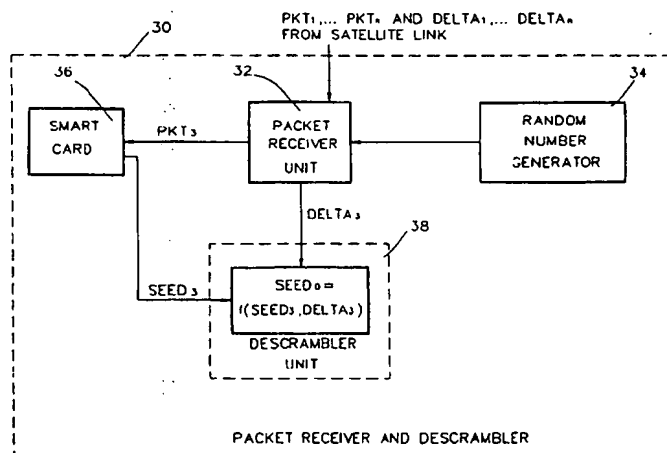 PKT₁,... PKTₙ AND DELTA₁,... DELTAₙ
FROM SATELLITE LINK
30
36
32
34
SMART
CARD
PKT₃
PACKET
RECEIVER
UNIT
RANDOM
NUMBER
GENERATOR
DELTA₃
38
SEED₃
SEED₀ =
f(SEED₃,DELTA₃)
DESCRAMBLER
UNIT
PACKET RECEIVER AND DESCRAMBLER